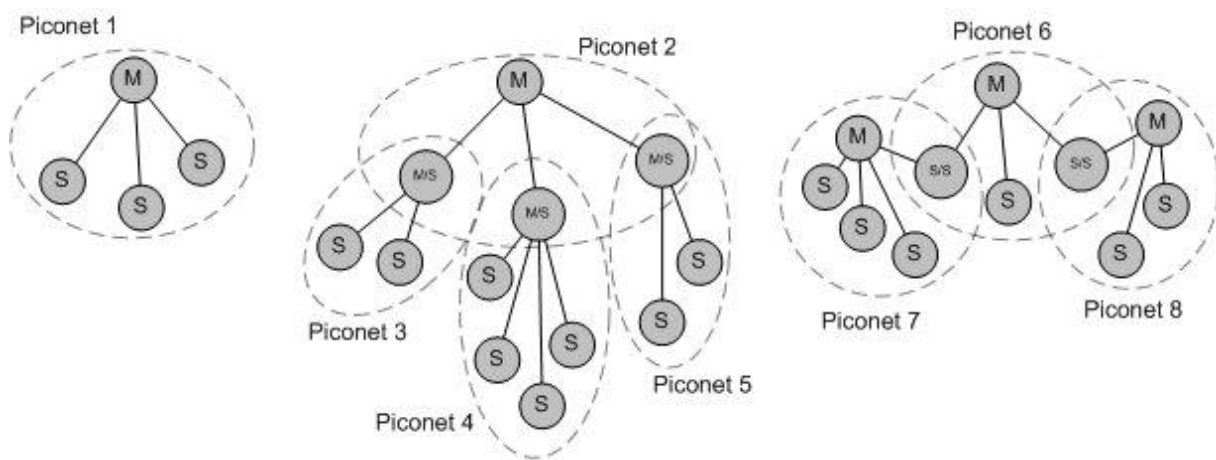 Piconet 1
M
S
S
S
Piconet 2
M
M/S
M/S
M/S
S
S
Piconet 3
S
S
S
S
Piconet 4
S
S
Piconet 5
Piconet 6
M
S/S
S/S
S
M
S
S
S
Piconet 7
M
S
S
Piconet 8